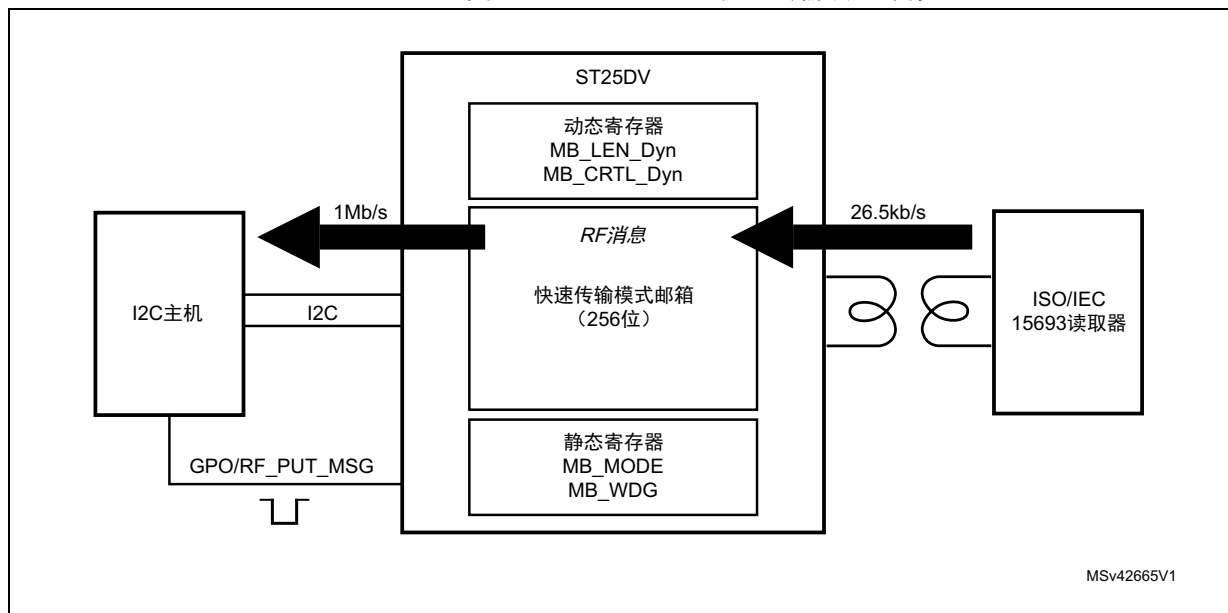 ST25DV
动态寄存器
MB_LEN_Dyn
MB_CRTL_Dyn
1Mb/s
26.5kb/s
RF消息
快速传输模式邮箱
（256位）
I2C主机
I2C
ISO/IEC
15693读取器
静态寄存器
MB_MODE
MB_WDG
GPO/RF_PUT_MSG
MSv42665V1